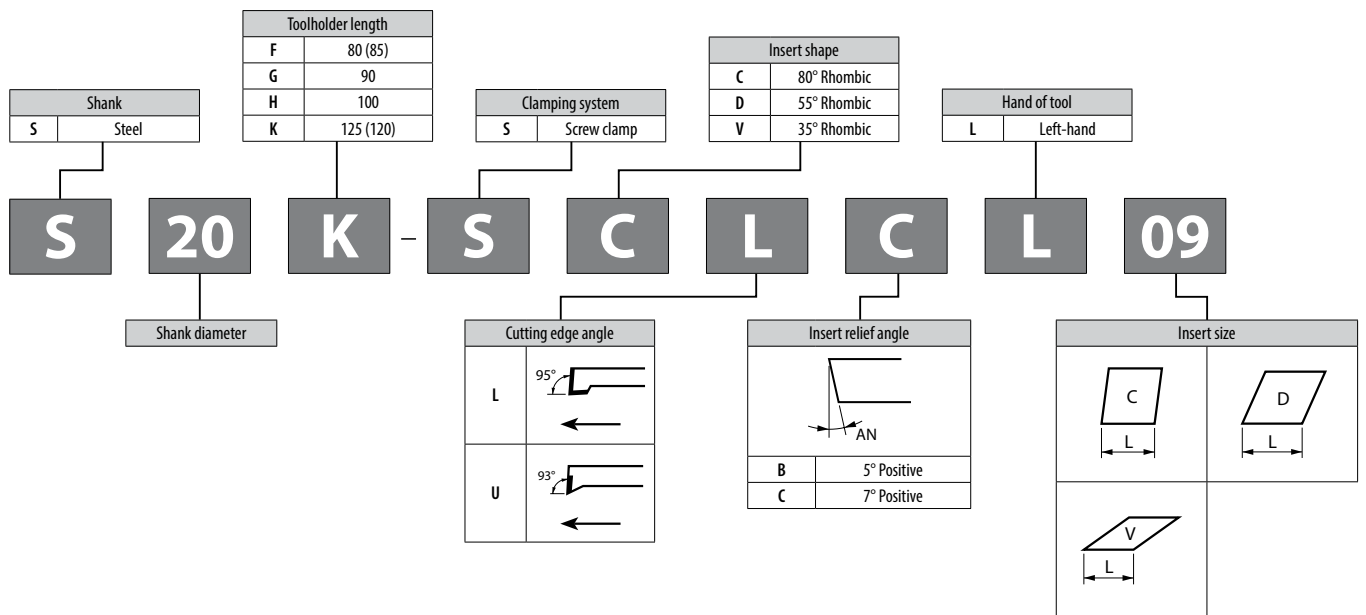 Toolholder length
F 80 (85)
G 90
H 100
K 125 (120)
Shank
S Steel
Clamping system
S Screw clamp
Insert shape
C 80° Rhombic
D 55° Rhombic
V 35° Rhombic
Hand of tool
L Left-hand
S 20 K – S C L C L 09
Shank diameter
Cutting edge angle
L 95°
U 93°
Insert relief angle
AN
B 5° Positive
C 7° Positive
Insert size
C D
L L
V
L